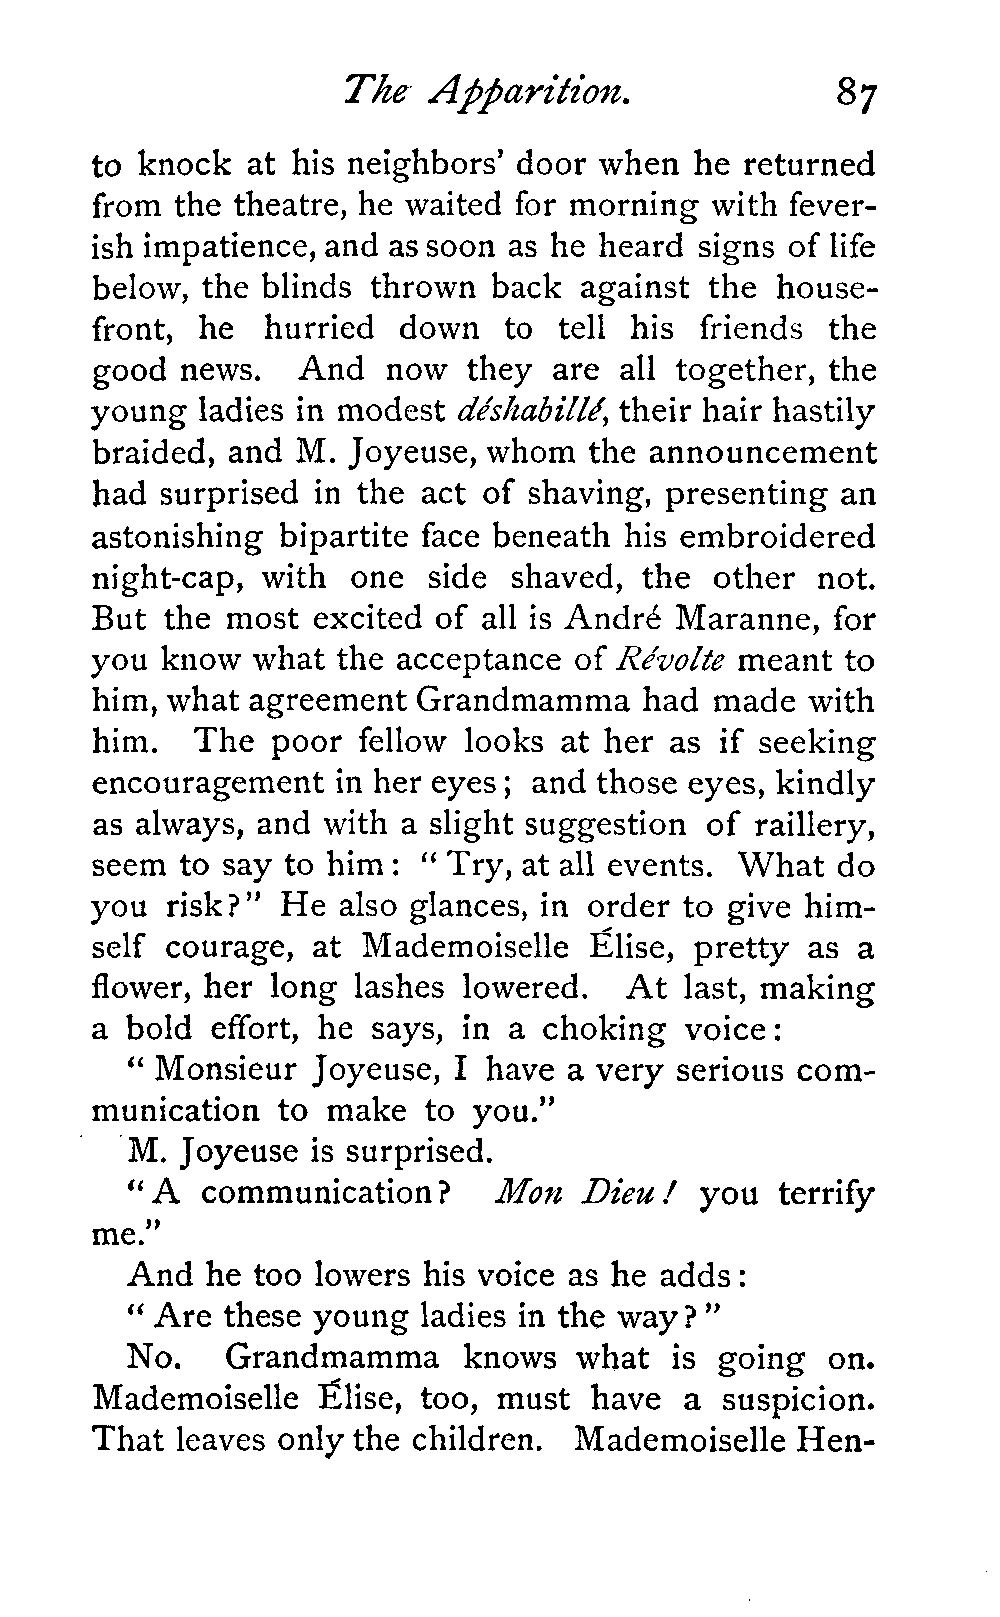 The Apparition. 87
to knock at his neighbors' door when he returned
from the theatre, he waited for morning with fever-
ish impatience, and as soon as he heard signs of life
below, the blinds thrown back against the house-
front, he hurried down to tell his friends the
good news. And now they are all together, the
young ladies in modest déshabillé, their hair hastily
braided, and M. Joyeuse, whom the announcement
had surprised in the act of shaving, presenting an
astonishing bipartite face beneath his embroidered
night-cap, with one side shaved, the other not.
But the most excited of all is André Maranne, for
you know what the acceptance of Révolte meant to
him, what agreement Grandmamma had made with
him. The poor fellow looks at her as if seeking
encouragement in her eyes; and those eyes, kindly
as always, and with a slight suggestion of raillery,
seem to say to him: "Try, at all events. What do
you risk?" He also glances, in order to give him-
self courage, at Mademoiselle Élise, pretty as a
flower, her long lashes lowered. At last, making
a bold effort, he says, in a choking voice:
"Monsieur Joyeuse, I have a very serious com-
munication to make to you."
M. Joyeuse is surprised.
"A communication? Mon Dieu! you terrify
me."
And he too lowers his voice as he adds:
"Are these young ladies in the way?"
No. Grandmamma knows what is going on.
Mademoiselle Élise, too, must have a suspicion.
That leaves only the children. Mademoiselle Hen-